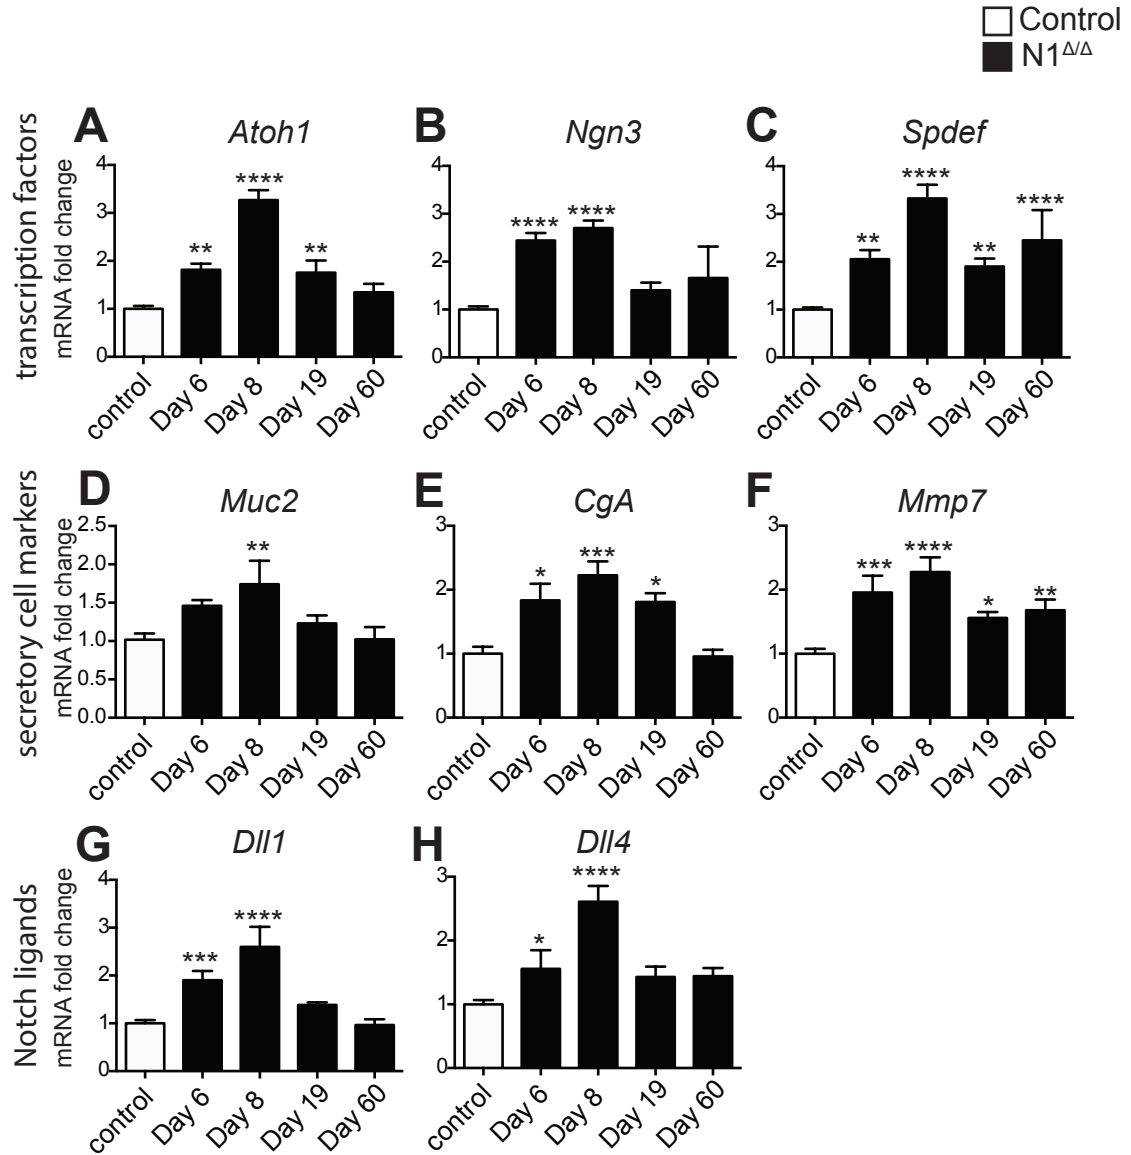 Control
N1Δ/Δ
transcription factors
A
Atoh1
mRNA fold change
4
3
2
1
0
**
****
**
control
Day 6
Day 8
Day 19
Day 60
B
Ngn3
4
3
2
1
0
****
****
control
Day 6
Day 8
Day 19
Day 60
C
Spdef
4
3
2
1
0
**
****
**
****
control
Day 6
Day 8
Day 19
Day 60
secretory cell markers
D
Muc2
mRNA fold change
2.5
2.0
1.5
1.0
0.5
0.0
**
control
Day 6
Day 8
Day 19
Day 60
E
CgA
3
2
1
0
*
***
*
control
Day 6
Day 8
Day 19
Day 60
F
Mmp7
3
2
1
0
***
****
*
**
control
Day 6
Day 8
Day 19
Day 60
Notch ligands
G
Dll1
mRNA fold change
4
3
2
1
0
***
****
control
Day 6
Day 8
Day 19
Day 60
H
Dll4
3
2
1
0
*
****
control
Day 6
Day 8
Day 19
Day 60